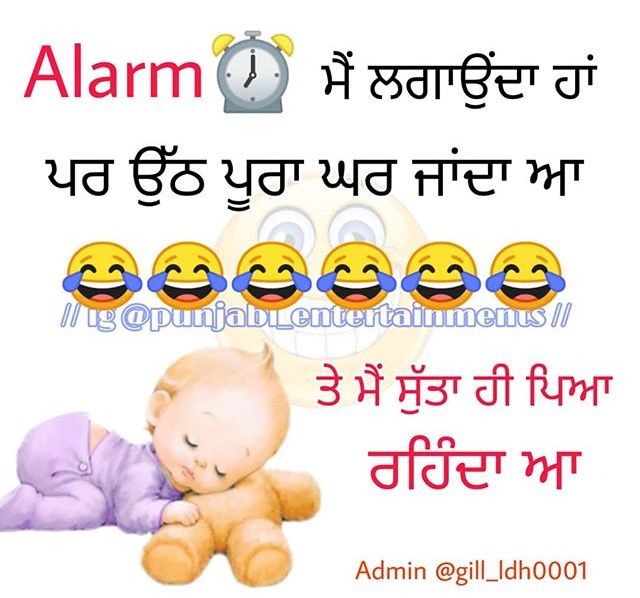 Alarm ਮੈਂ ਲਗਾਉਂਦਾ ਹਾਂ
ਪਰ ਉੱਠ ਪੂਰਾ ਘਰ ਜਾਂਦਾ ਆ
// ig @punjabi_entertainments //
ਤੇ ਮੈਂ ਸੁੱਤਾ ਹੀ ਪਿਆ
ਰਹਿੰਦਾ ਆ
Admin @gill_ldh0001